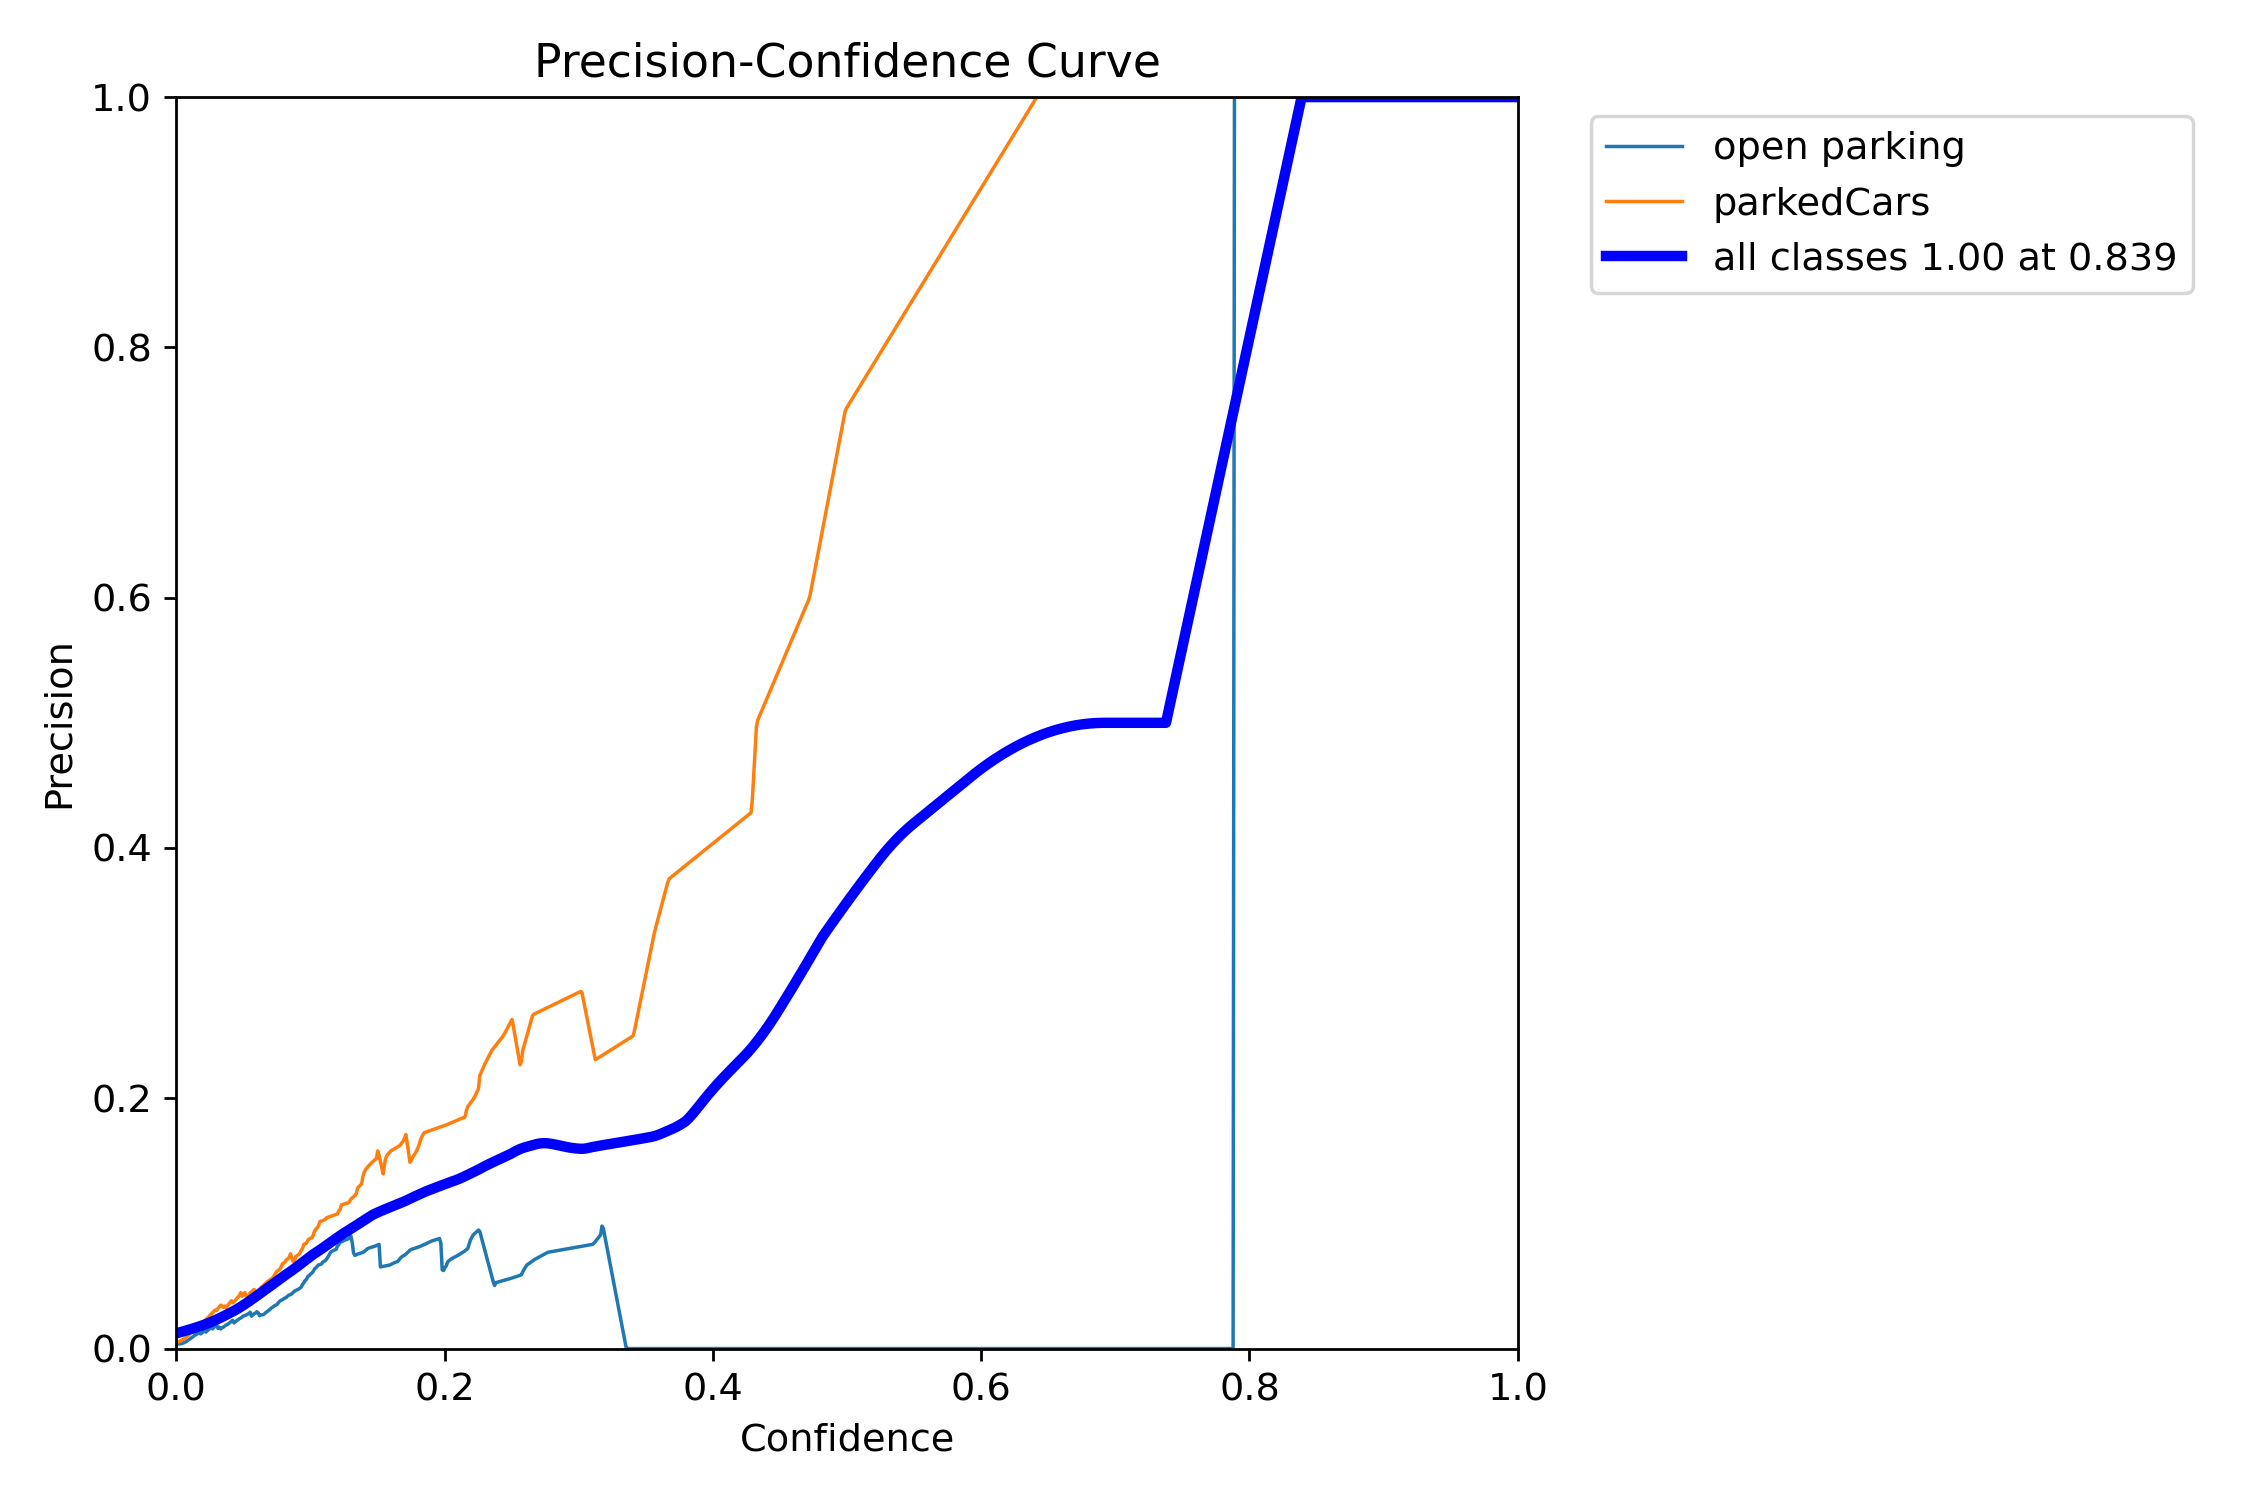 Precision-Confidence Curve
1.0
0.8
0.6
0.4
0.2
0.0
Precision
0.0 0.2 0.4 0.6 0.8 1.0
Confidence
open parking
parkedCars
all classes 1.00 at 0.839